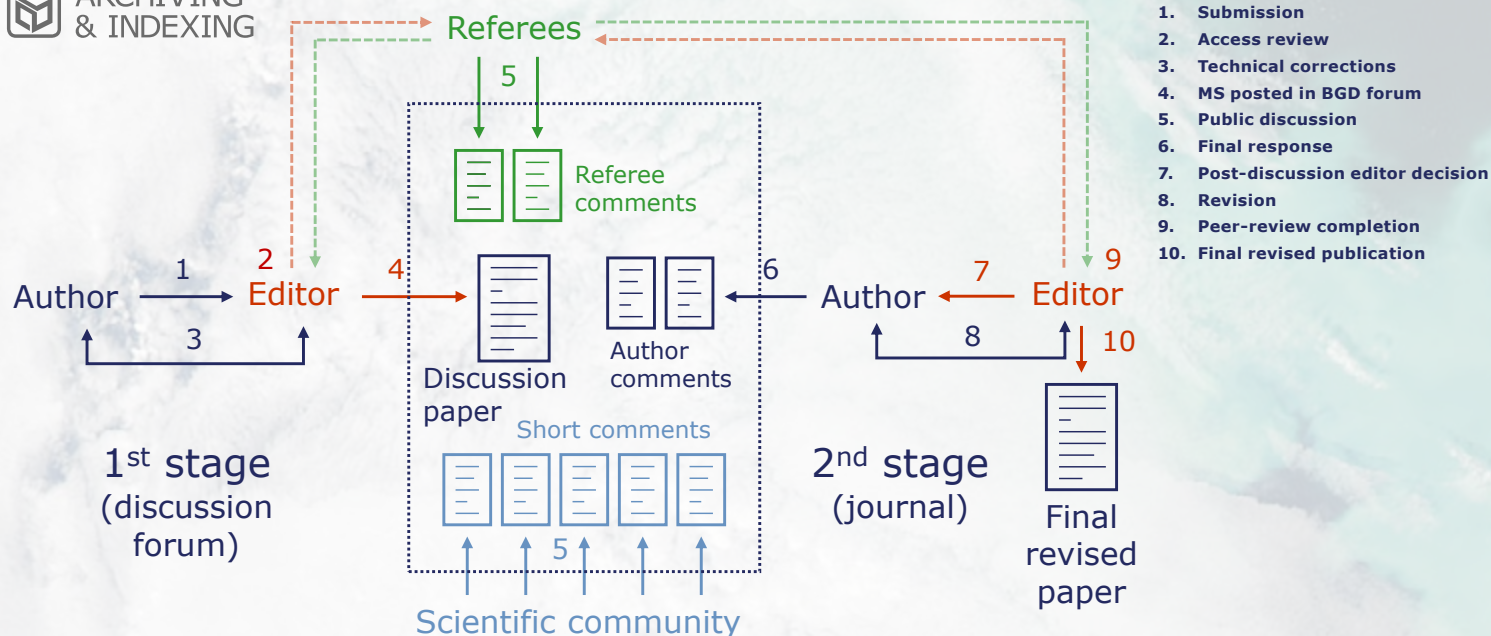 ARCHIVING
& INDEXING
Referees
5
Referee
comments
1
2
4
Author
Editor
3
Discussion
paper
Author
comments
6
Author
7
9
Editor
8
10
Short comments
5
Scientific community
1st stage
(discussion
forum)
2nd stage
(journal)
Final
revised
paper
1. Submission
2. Access review
3. Technical corrections
4. MS posted in BGD forum
5. Public discussion
6. Final response
7. Post-discussion editor decision
8. Revision
9. Peer-review completion
10. Final revised publication